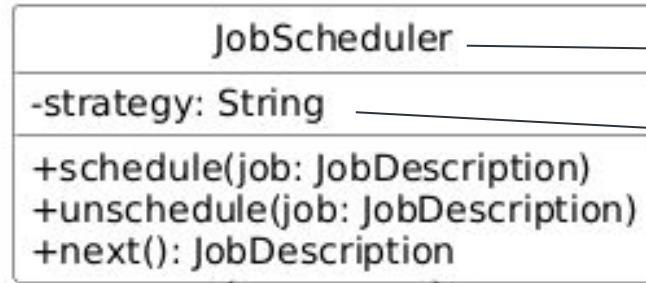 JobScheduler
-strategy: String
+schedule(job: JobDescription)
+unschedule(job: JobDescription)
+next(): JobDescription